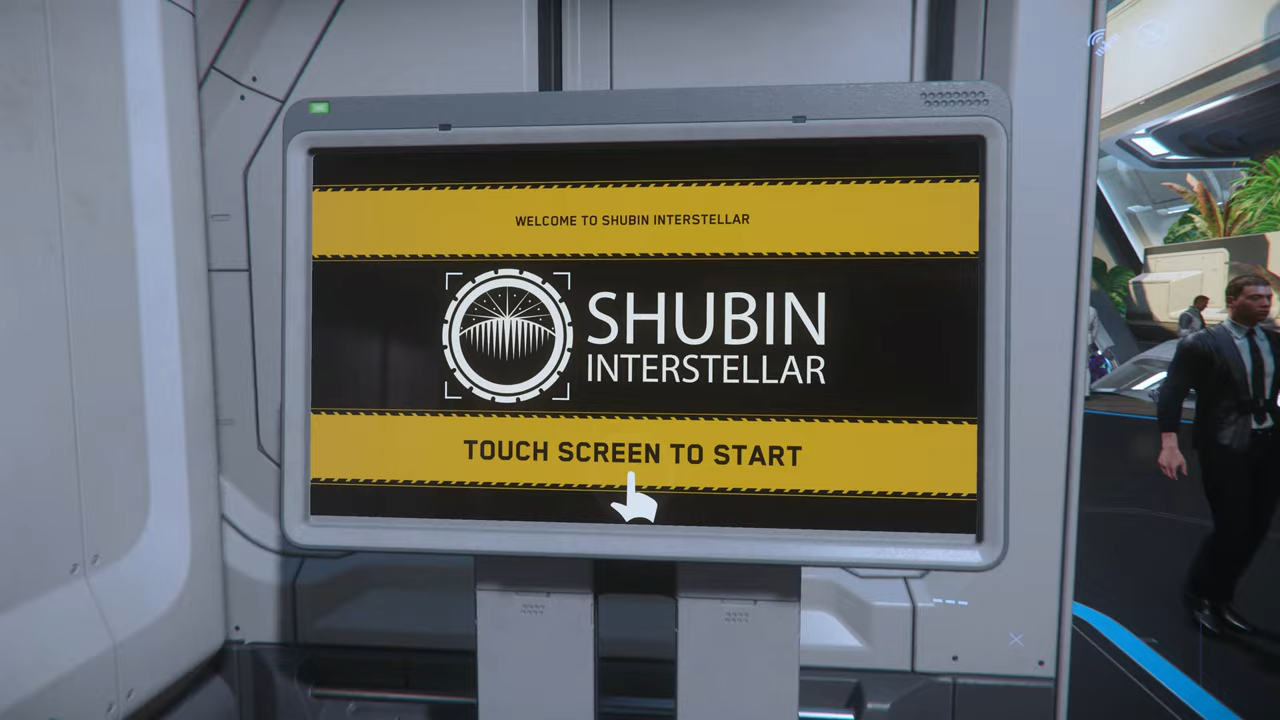 WELCOME TO SHUBIN INTERSTELLAR
SHUBIN
INTERSTELLAR
TOUCH SCREEN TO START